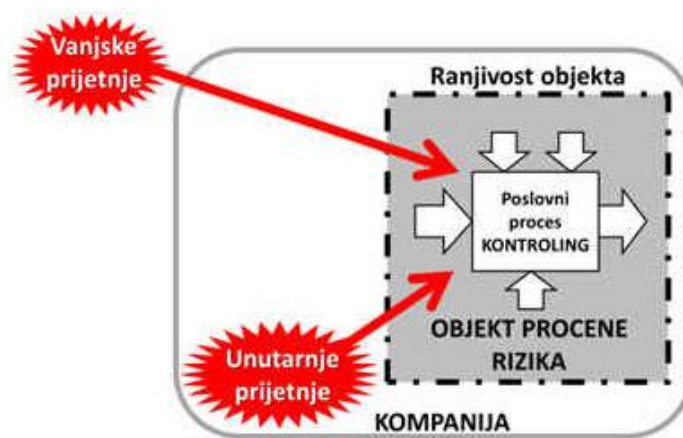 Vanjske
prijetnje
Ranjivost objekta
Poslovni
proces
KONTROLING
OBJEKT PROCENE
RIZIKA
Unutarnje
prijetnje
KOMPANIJA